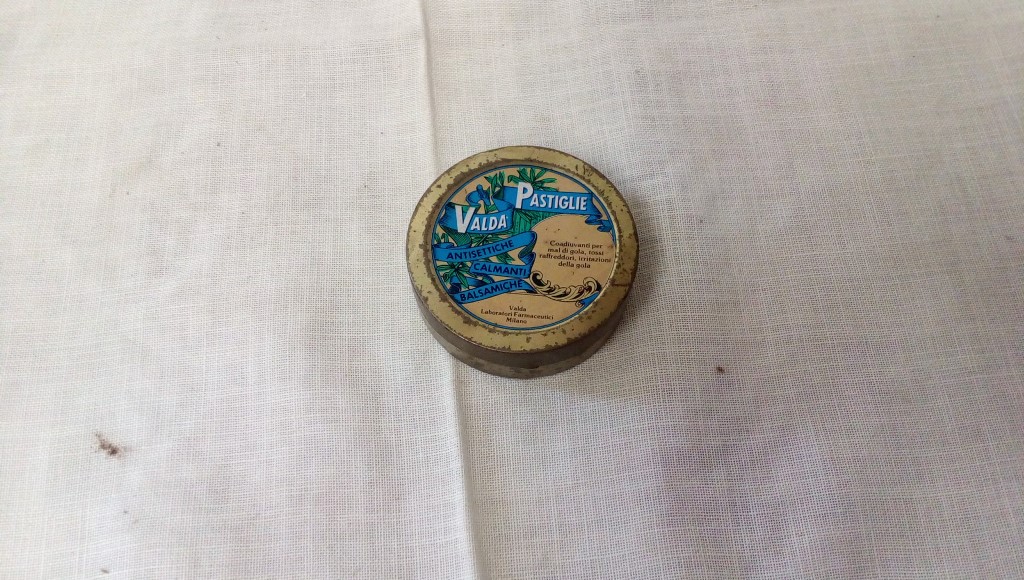 VALDA PASTIGLIE
ANTISETTICHE
CALMANTI
BALSAMICHE
Coadiuvanti per
mal di gola, tossi
raffreddori, irritazioni
della gola
Valda
Laboratori Farmaceutici
Milano